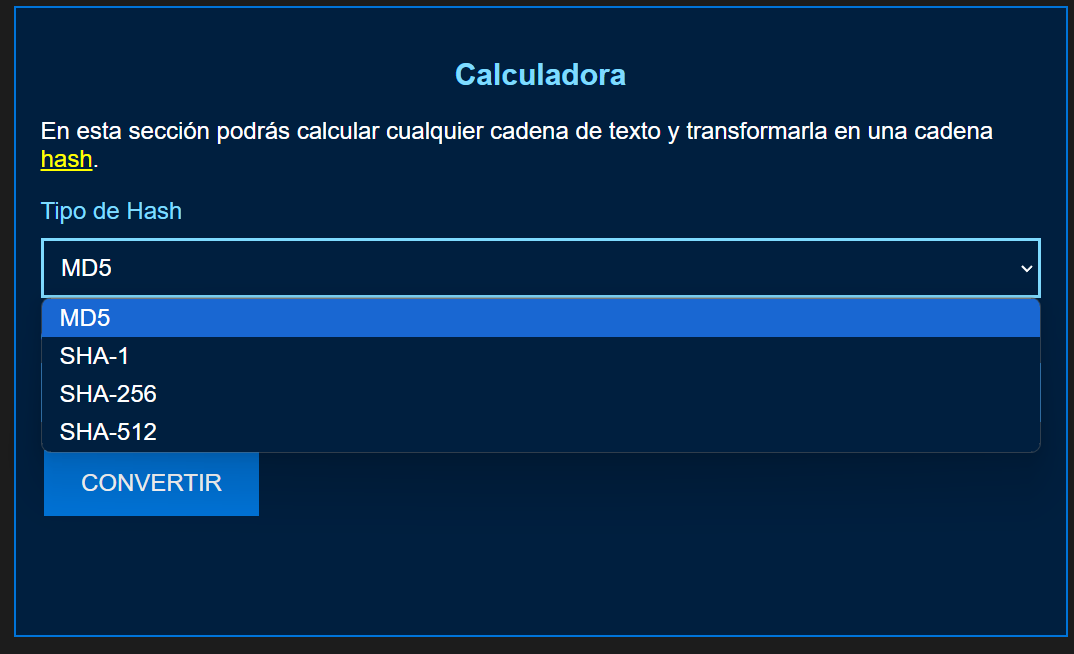 Calculadora
En esta sección podrás calcular cualquier cadena de texto y transformarla en una cadena
hash.
Tipo de Hash
MD5
MD5
SHA-1
SHA-256
SHA-512
CONVERTIR